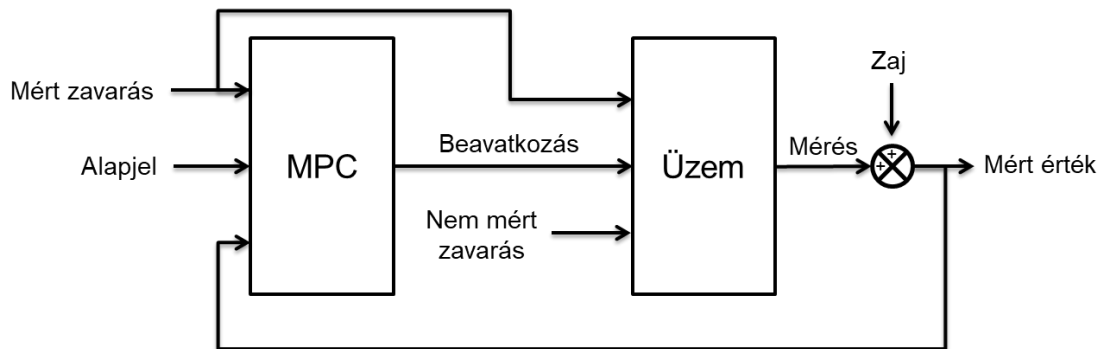 Mért zavarás
Alapjel
MPC
Beavatkozás
Nem mért
zavarás
Üzem
Mérés
Zaj
+
+
Mért érték